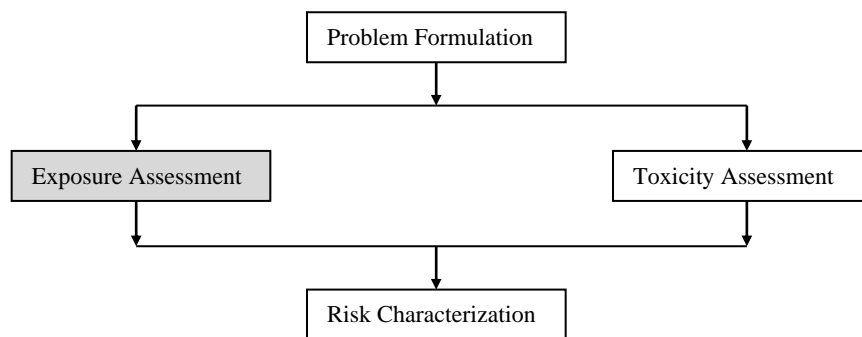 Problem Formulation
Exposure Assessment
Toxicity Assessment
Risk Characterization